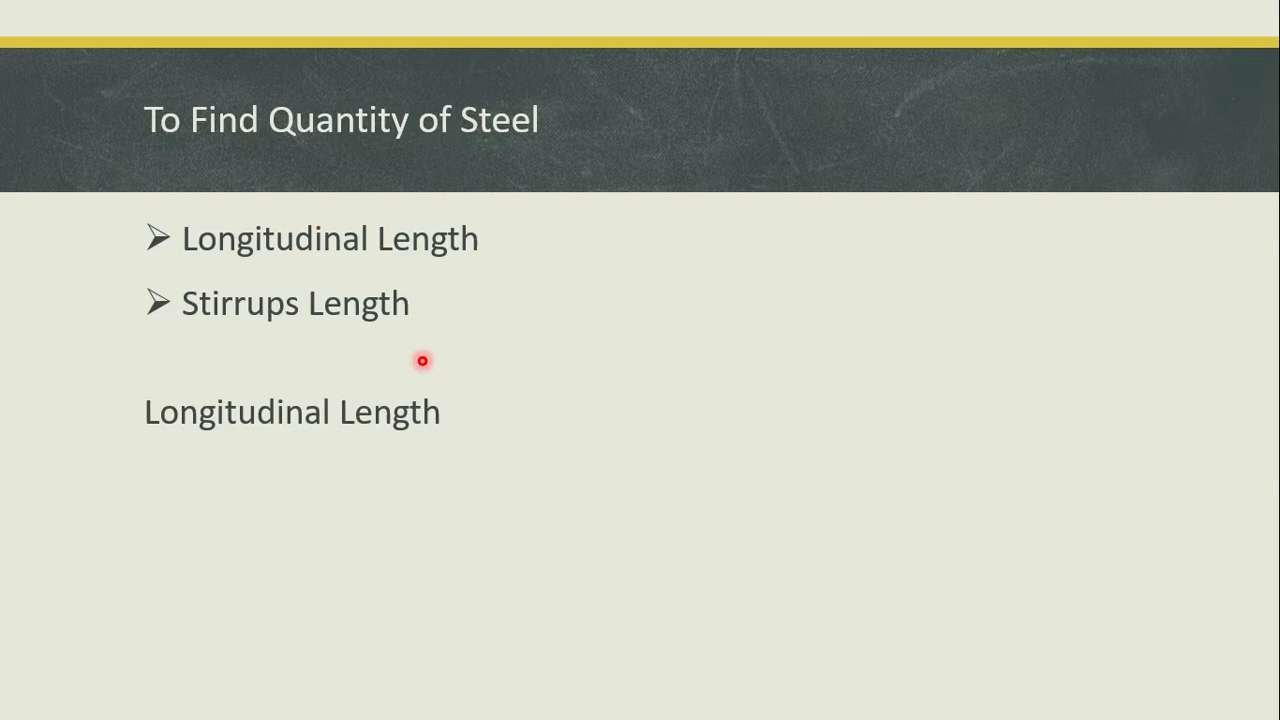 To Find Quantity of Steel
Longitudinal Length
Stirrups Length
Longitudinal Length